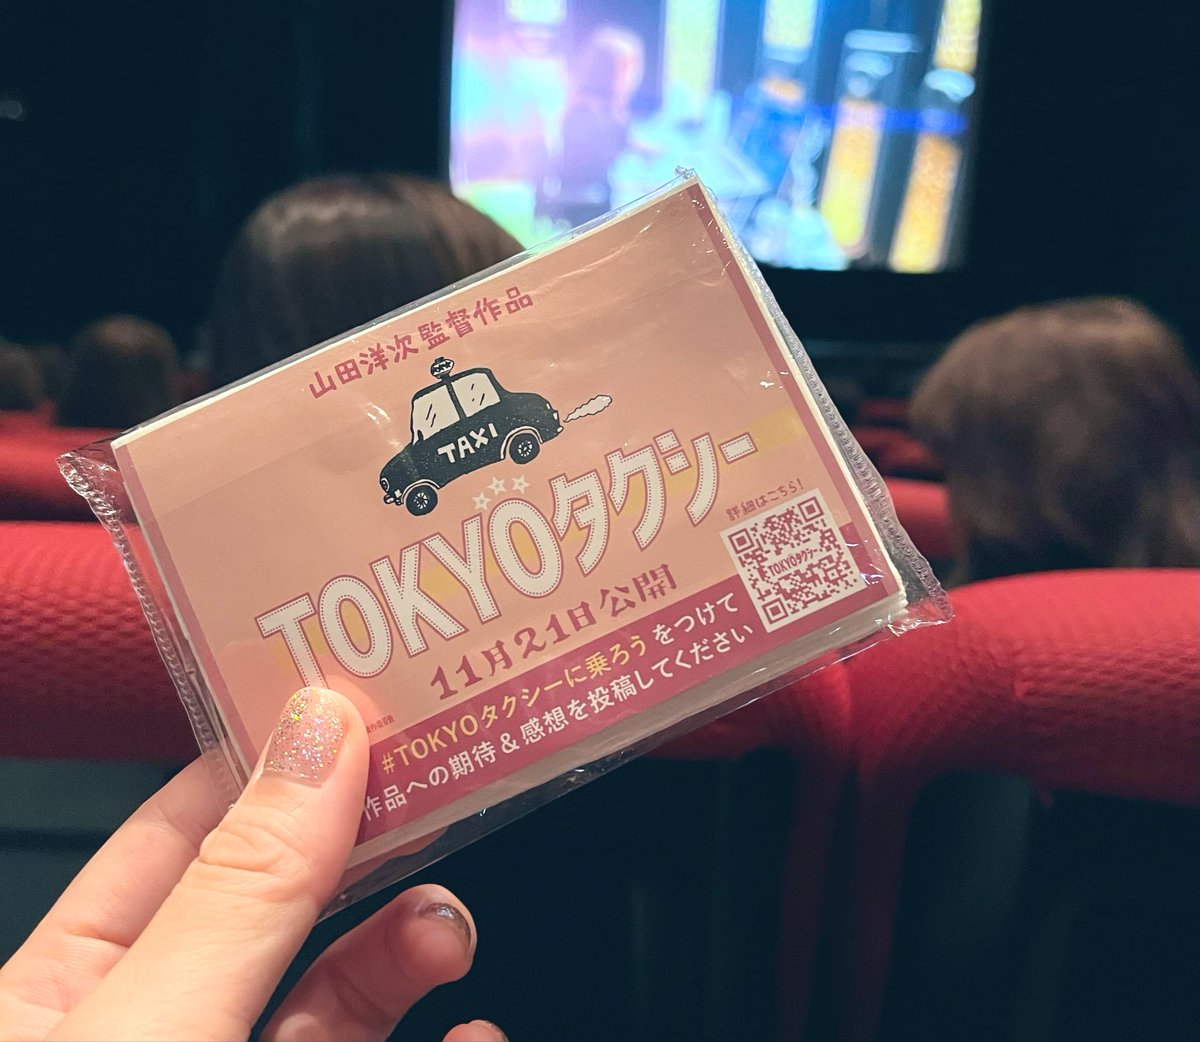 山田洋次監督作品
TAXI
TOKYOタクシー
11月21日公開
詳細はこちら!
TOKYOタクシー
#TOKYOタクシーに乗ろう をつけて
作品への期待&感想を投稿してください